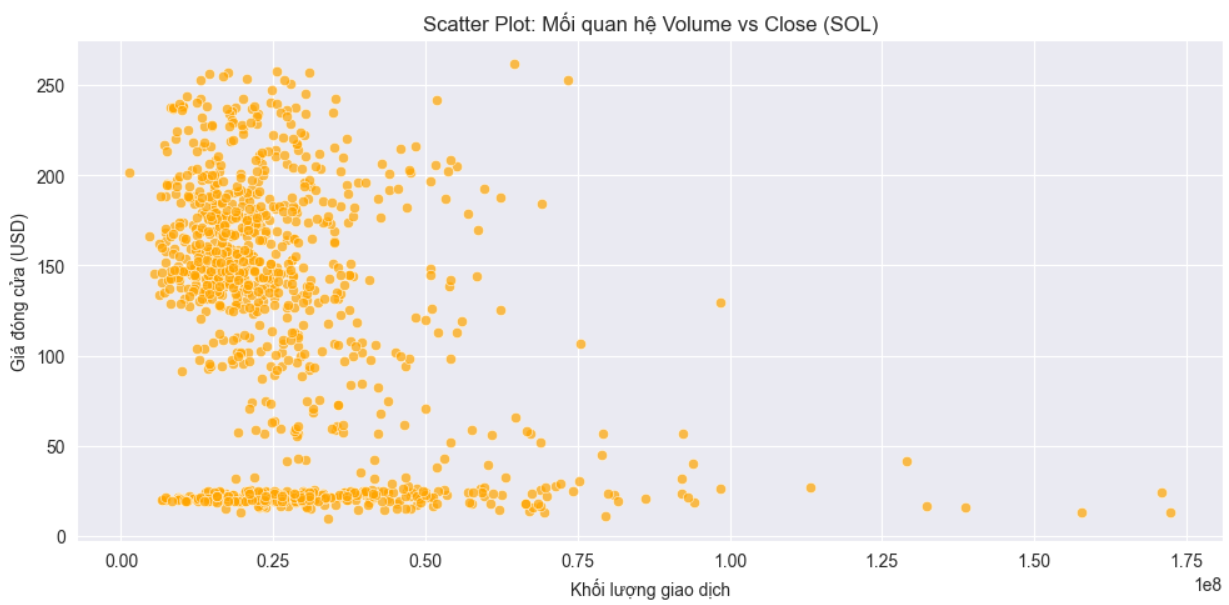 Scatter Plot: Mối quan hệ Volume vs Close (SOL)
Giá đóng cửa (USD)
250
200
150
100
50
0
0.00 0.25 0.50 0.75 1.00 1.25 1.50 1.75
1e8
Khối lượng giao dịch